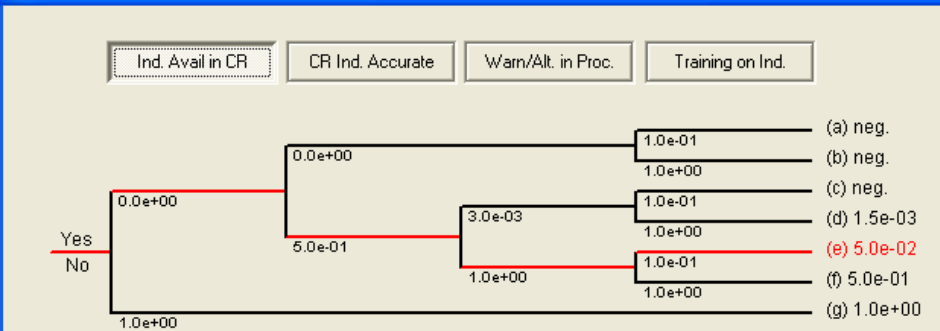 Ind. Avail in CR
CR Ind. Accurate
Warn/Alt. in Proc.
Training on Ind.
(a) neg.
1.0e-01
0.0e+00
(b) neg.
1.0e+00
(c) neg.
0.0e+00
1.0e-01
3.0e-03
(d) 1.5e-03
1.0e+00
Yes
5.0e-01
(e) 5.0e-02
No
1.0e-01
1.0e+00
(f) 5.0e-01
1.0e+00
(g) 1.0e+00
1.0e+00